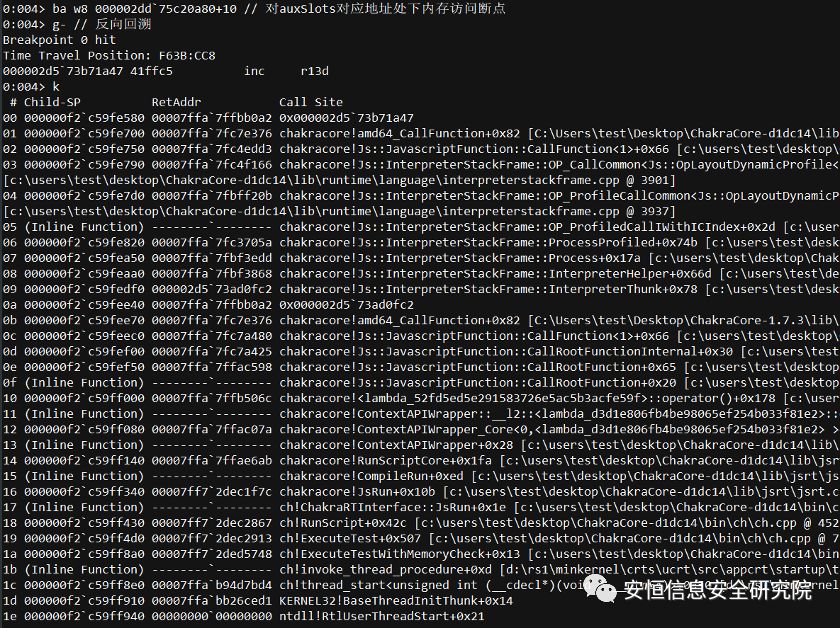 0:004> ba w8 000002dd`75c20a80+10 // 对auxSlots对应地址处下内存访问断点
0:004> g- // 反向回溯
Breakpoint 0 hit
Time Travel Position: F63B:CC8
000002d5`73b71a47 41ffc5          inc     r13d
0:004> k
 # Child-SP          RetAddr           Call Site
00 000000f2`c59fe580 00007ffa`7ffbb0a2 0x000002d5`73b71a47
01 000000f2`c59fe700 00007ffa`7fc7e376 chakracore!amd64_CallFunction+0x82 [C:\Users\test\Desktop\ChakraCore-d1dc14\lib
02 000000f2`c59fe750 00007ffa`7fc4edd3 chakracore!Js::JavascriptFunction::CallFunction<1>+0x66 [c:\users\test\desktop\
03 000000f2`c59fe790 00007ffa`7fc4f166 chakracore!Js::InterpreterStackFrame::OP_CallCommon<Js::OpLayoutDynamicProfile<
[c:\users\test\desktop\ChakraCore-d1dc14\lib\runtime\language\interpreterstackframe.cpp @ 3901]
04 000000f2`c59fe7d0 00007ffa`7fbff20b chakracore!Js::InterpreterStackFrame::OP_ProfileCallCommon<Js::OpLayoutDynamicP
[c:\users\test\desktop\ChakraCore-d1dc14\lib\runtime\language\interpreterstackframe.cpp @ 3937]
05 (Inline Function) --------`-------- chakracore!Js::InterpreterStackFrame::OP_ProfiledCallIWithICIndex+0x2d [c:\user
06 000000f2`c59fe820 00007ffa`7fc3705a chakracore!Js::InterpreterStackFrame::ProcessProfiled+0x74b [c:\users\test\desk
07 000000f2`c59fea50 00007ffa`7fbf3edd chakracore!Js::InterpreterStackFrame::Process+0x17a [c:\users\test\desktop\Chak
08 000000f2`c59feaa0 00007ffa`7fbf3868 chakracore!Js::InterpreterStackFrame::InterpreterHelper+0x66d [c:\users\test\de
09 000000f2`c59fedf0 000002d5`73ad0fc2 chakracore!Js::InterpreterStackFrame::InterpreterThunk+0x78 [c:\users\test\desk
0a 000000f2`c59fee40 00007ffa`7ffbb0a2 0x000002d5`73ad0fc2
0b 000000f2`c59fee70 00007ffa`7fc7e376 chakracore!amd64_CallFunction+0x82 [C:\Users\test\Desktop\ChakraCore-1.7.3\lib\
0c 000000f2`c59feec0 00007ffa`7fc7a480 chakracore!Js::JavascriptFunction::CallFunction<1>+0x66 [c:\users\test\desktop\
0d 000000f2`c59fef00 00007ffa`7fc7a425 chakracore!Js::JavascriptFunction::CallRootFunctionInternal+0x30 [c:\users\test
0e 000000f2`c59fef50 00007ffa`7ffac598 chakracore!Js::JavascriptFunction::CallRootFunction+0x65 [c:\users\test\desktop
0f (Inline Function) --------`-------- chakracore!Js::JavascriptFunction::CallRootFunction+0x20 [c:\users\test\desktop
10 000000f2`c59ff000 00007ffa`7ffb506c chakracore!<lambda_52fd5ed5e291583726e5ac5b3acfe59f>::operator()+0x178 [c:\user
11 (Inline Function) --------`-------- chakracore!ContextAPIWrapper::__l2::<lambda_d3d1e806fb4be98065ef254b033f81e2>::
12 000000f2`c59ff080 00007ffa`7ffac07a chakracore!ContextAPIWrapper_Core<0,<lambda_d3d1e806fb4be98065ef254b033f81e2> >
13 (Inline Function) --------`-------- chakracore!ContextAPIWrapper+0x28 [c:\users\test\desktop\ChakraCore-d1dc14\lib\
14 000000f2`c59ff140 00007ffa`7ffae6ab chakracore!RunScriptCore+0x1fa [c:\users\test\desktop\ChakraCore-d1dc14\lib\jsr
15 (Inline Function) --------`-------- chakracore!CompileRun+0xed [c:\users\test\desktop\ChakraCore-d1dc14\lib\jsrt\js
16 000000f2`c59ff340 00007ff7`2dec1f7c chakracore!JsRun+0x10b [c:\users\test\desktop\ChakraCore-d1dc14\lib\jsrt\jsrt.c
17 (Inline Function) --------`-------- ch!ChakraRTInterface::JsRun+0x1e [c:\users\test\desktop\ChakraCore-d1dc14\bin\c
18 000000f2`c59ff430 00007ff7`2dec2867 ch!RunScript+0x42c [c:\users\test\desktop\ChakraCore-d1dc14\bin\ch\ch.cpp @ 452
19 000000f2`c59ff4d0 00007ff7`2dec2913 ch!ExecuteTest+0x507 [c:\users\test\desktop\ChakraCore-d1dc14\bin\ch\ch.cpp @ 7
1a 000000f2`c59ff8a0 00007ff7`2ded5748 ch!ExecuteTestWithMemoryCheck+0x13 [c:\users\test\desktop\ChakraCore-d1dc14\bin
1b (Inline Function) --------`-------- ch!invoke_thread_procedure+0xd [d:\rs1\minkernel\crts\ucrt\src\appcrt\startup\t
1c 000000f2`c59ff8e0 00007ffa`b94d7bd4 ch!thread_start<unsigned int (__cdecl*)(voi
1d 000000f2`c59ff910 00007ffa`bb26ced1 KERNEL32!BaseThreadInitThunk+0x14
1e 000000f2`c59ff940 00000000`00000000 ntdll!RtlUserThreadStart+0x21
安恒信息安全研究院